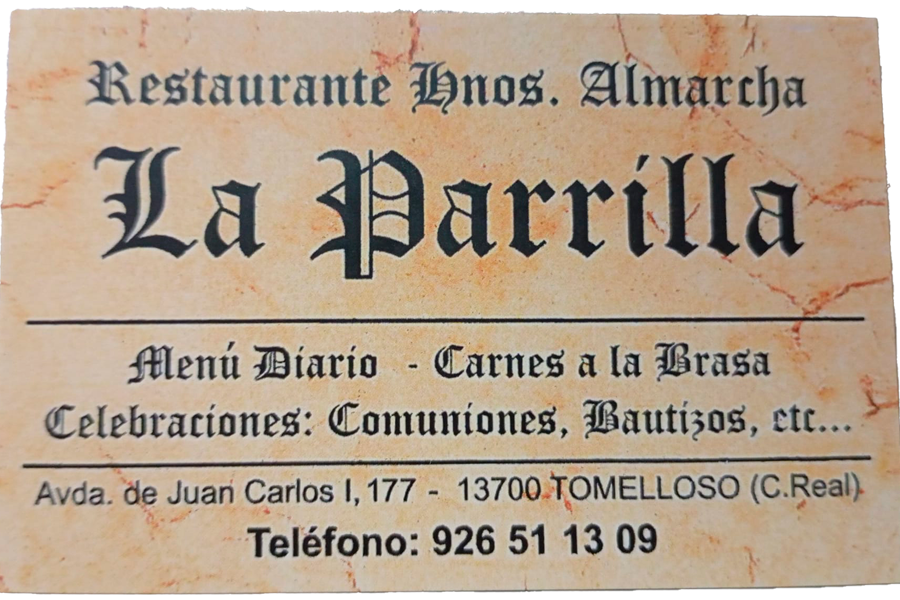 Restaurante Hnos. Almarcha
La Parrilla
Menú Diario - Carnes a la Brasa
Celebraciones: Comuniones, Bautizos, etc...
Avda. de Juan Carlos I, 177 - 13700 TOMELLOSO (C.Real)
Teléfono: 926 51 13 09